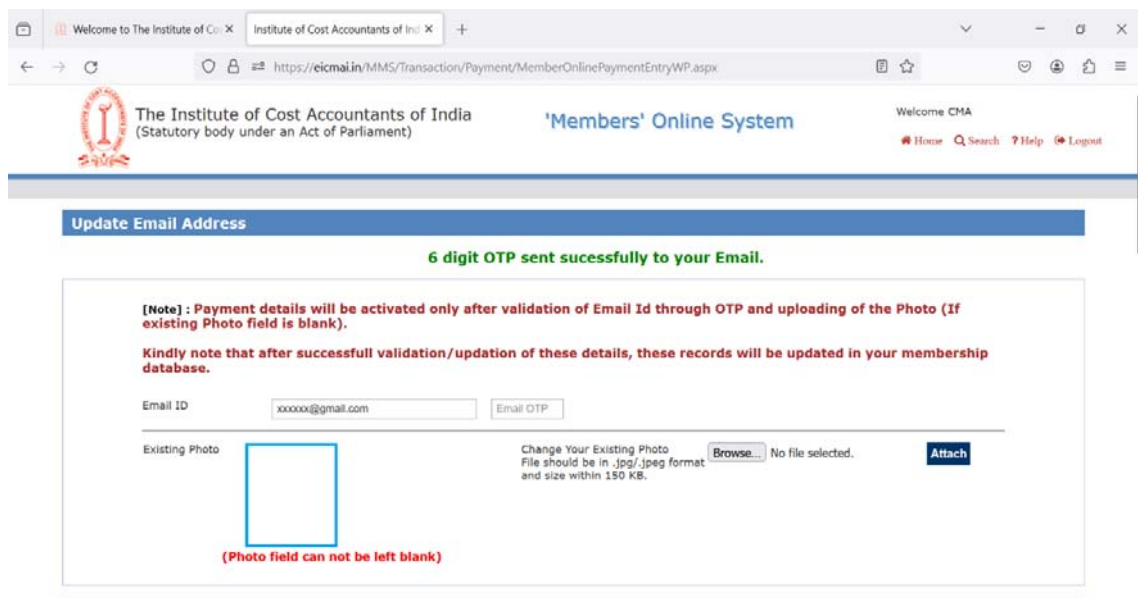 Welcome to The Institute of Co
Institute of Cost Accountants of Ind
https://eicmai.in/MMS/Transaction/Payment/MemberOnlinePaymentEntryWP.aspx
The Institute of Cost Accountants of India
(Statutory body under an Act of Parliament)
'Members' Online System
Welcome CMA
Home Search ? Help Logout
Update Email Address
6 digit OTP sent sucessfully to your Email.
[Note] : Payment details will be activated only after validation of Email Id through OTP and uploading of the Photo (If
existing Photo field is blank).
Kindly note that after successfull validation/updation of these details, these records will be updated in your membership
database.
Email ID xxxxxx@gmail.com Email OTP
Existing Photo
Change Your Existing Photo
File should be in .jpg/.jpeg format
and size within 150 KB.
Browse... No file selected. Attach
(Photo field can not be left blank)